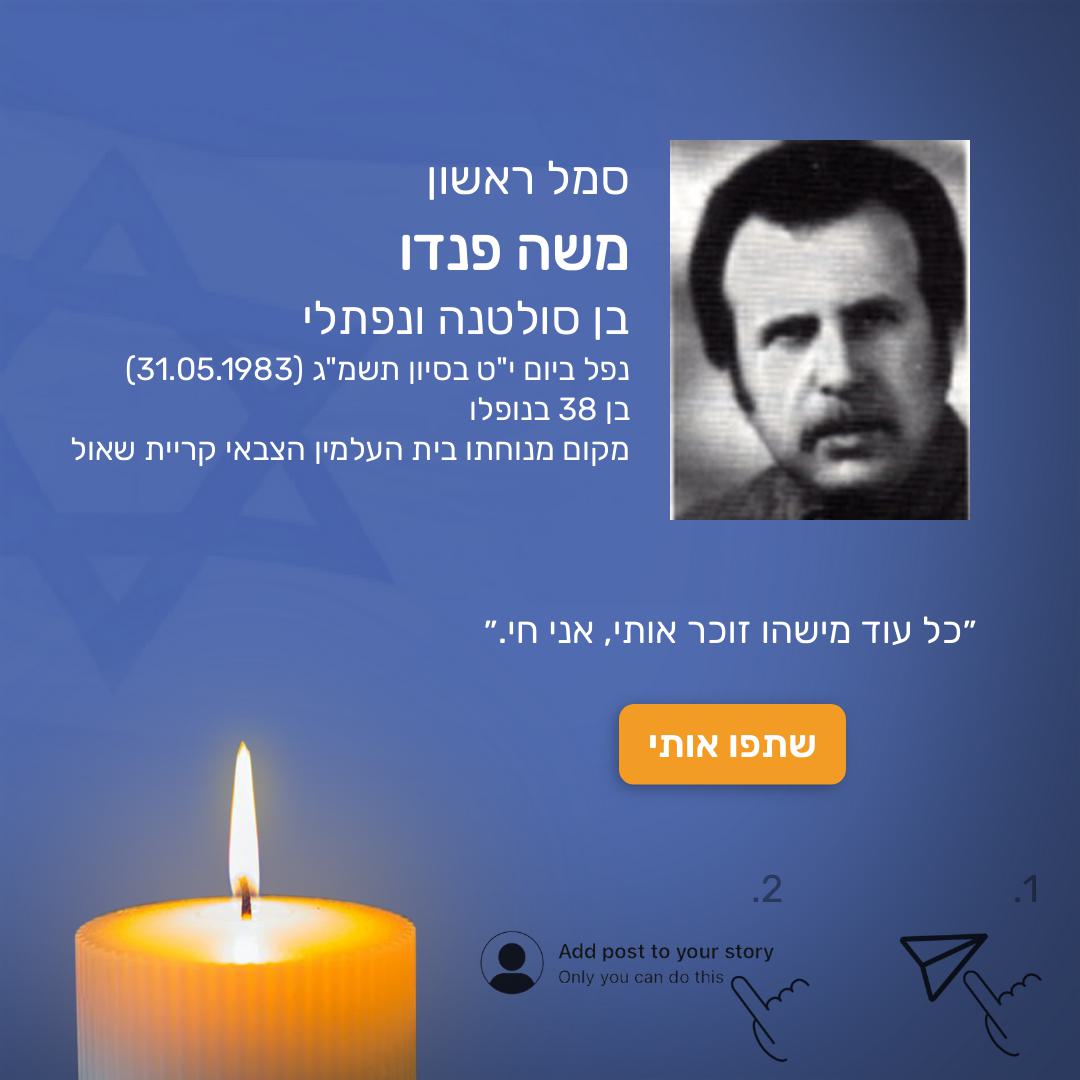 סמל ראשון
משה פנדו
בן סולטנה ונפתלי
נפל ביום י"ט בסיון תשמ"ג (31.05.1983)
בן 38 בנופלו
מקום מנוחתו בית העלמין הצבאי קריית שאול
״כל עוד מישהו זוכר אותי, אני חי.״
שתפו אותי
.1
.2
Add post to your story
Only you can do this